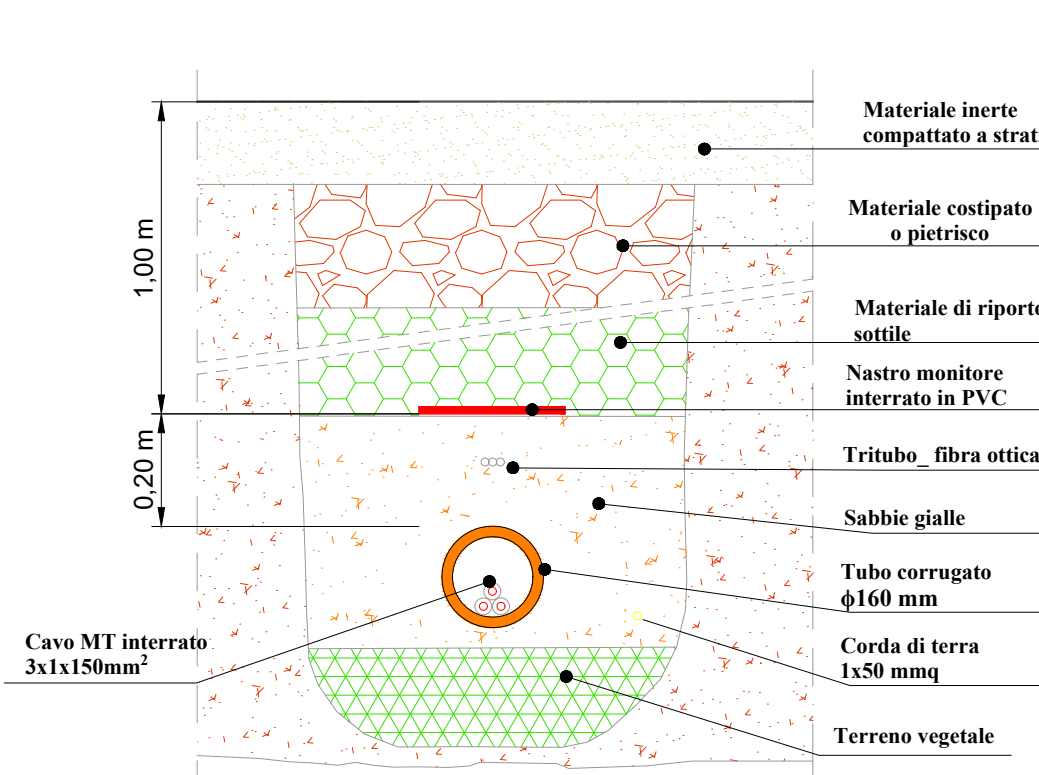 Materiale inerte
compattato a strati
1,00 m
Materiale costipato
o pietrisco
Materiale di riporto
sottile
Nastro monitore
interrato in PVC
0,20 m
Tritubo_ fibra ottica
Sabbie gialle
Tubo corrugato
ϕ160 mm
Cavo MT interrato
3x1x150mm²
Corda di terra
1x50 mmq
Terreno vegetale